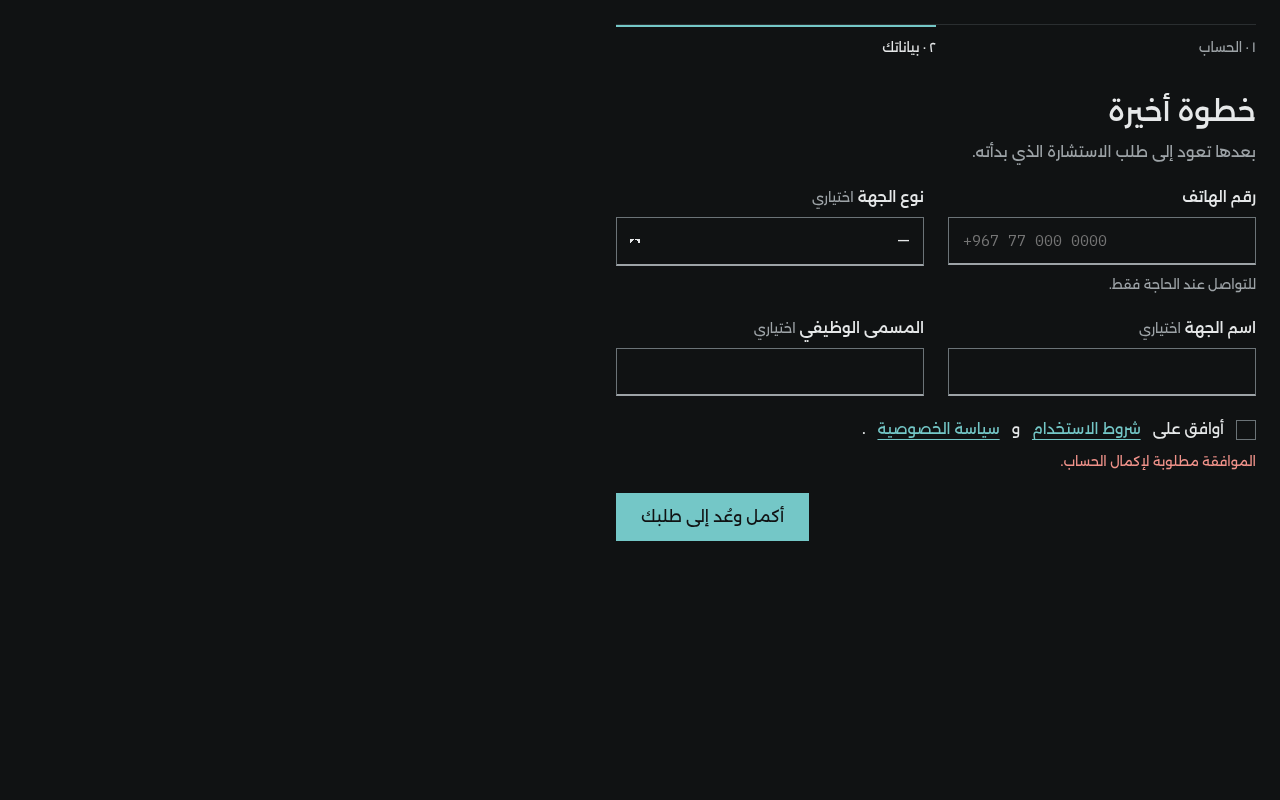 ١ · الحساب
٢ · بياناتك
خطوة أخيرة
بعدها تعود إلى طلب الاستشارة الذي بدأته.
رقم الهاتف
+967 77 000 0000
للتواصل عند الحاجة فقط.
نوع الجهة اختياري
—
اسم الجهة اختياري
المسمى الوظيفي اختياري
أوافق على شروط الاستخدام و سياسة الخصوصية .
الموافقة مطلوبة لإكمال الحساب.
أكمل وعُد إلى طلبك